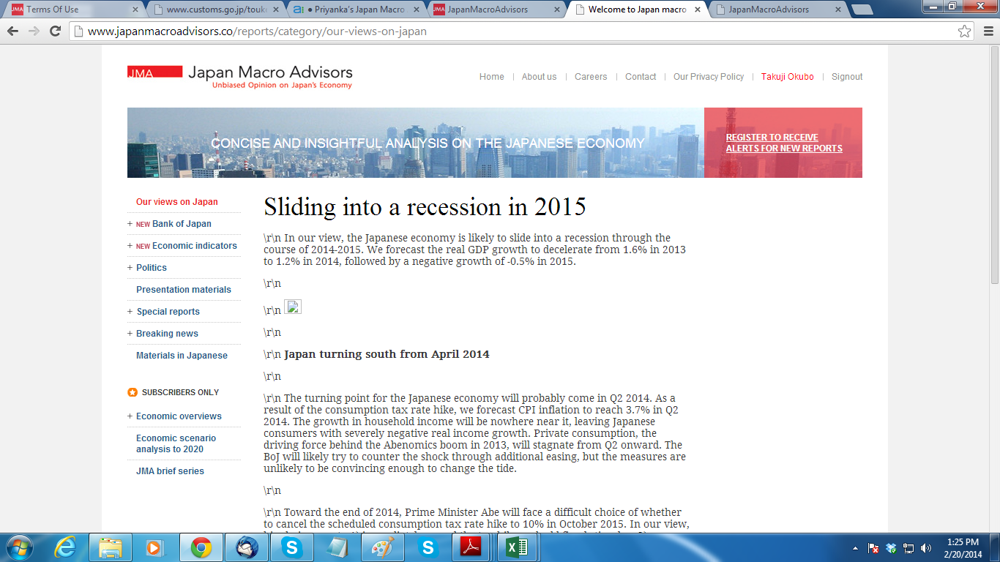 Terms Of Use
www.customs.go.jp/touke
Priyanka's Japan Macro
JapanMacroAdvisors
Welcome to Japan macro
JapanMacroAdvisors
www.japanmacroadvisors.co/reports/category/our-views-on-japan
JMA Japan Macro Advisors
Unbiased Opinion on Japan's Economy
Home | About us | Careers | Contact | Our Privacy Policy | Takuji Okubo | Signout
CONCISE AND INSIGHTFUL ANALYSIS ON THE JAPANESE ECONOMY
REGISTER TO RECEIVE
ALERTS FOR NEW REPORTS
Our views on Japan
+ NEW Bank of Japan
+ NEW Economic indicators
+ Politics
Presentation materials
+ Special reports
+ Breaking news
Materials in Japanese
SUBSCRIBERS ONLY
+ Economic overviews
Economic scenario
analysis to 2020
JMA brief series
Sliding into a recession in 2015
\r\n In our view, the Japanese economy is likely to slide into a recession through the
course of 2014-2015. We forecast the real GDP growth to decelerate from 1.6% in 2013
to 1.2% in 2014, followed by a negative growth of -0.5% in 2015.
\r\n
\r\n
\r\n
\r\n Japan turning south from April 2014
\r\n
\r\n The turning point for the Japanese economy will probably come in Q2 2014. As a
result of the consumption tax rate hike, we forecast CPI inflation to reach 3.7% in Q2
2014. The growth in household income will be nowhere near it, leaving Japanese
consumers with severely negative real income growth. Private consumption, the
driving force behind the Abenomics boom in 2013, will stagnate from Q2 onward. The
BoJ will likely try to counter the shock through additional easing, but the measures are
unlikely to be convincing enough to change the tide.
\r\n
\r\n Toward the end of 2014, Prime Minister Abe will face a difficult choice of whether
to cancel the scheduled consumption tax rate hike to 10% in October 2015. In our view,
1:25 PM
2/20/2014